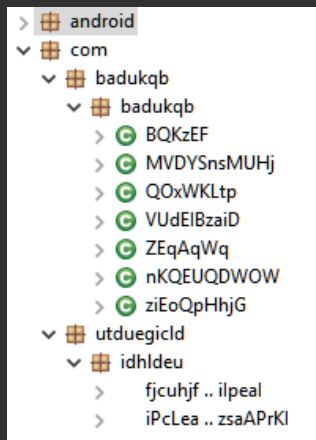 android
com
badukqb
badukqb
BQKzEF
MVDYSnsMUHj
QOxWKLtp
VUdElBzaiD
ZEqAqWq
nKQEUQDWOW
ziEoQpHhjG
utduegicld
idhldeu
fjcuhjf .. ilpeal
iPcLea .. zsaAPrKl